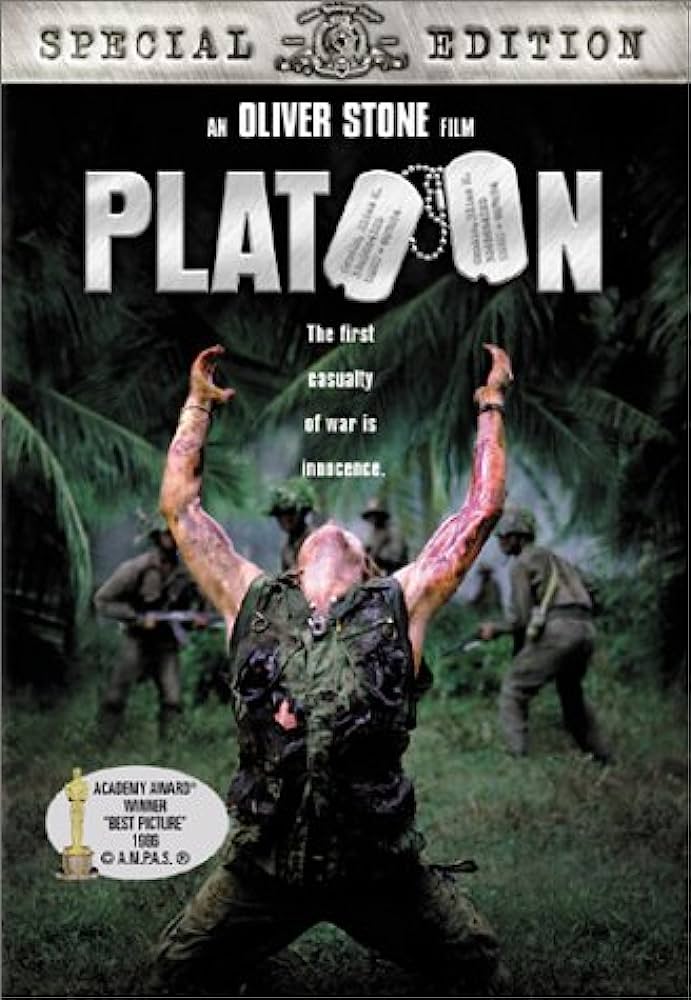 SPECIAL EDITION
AN OLIVER STONE FILM
PLATOON
The first
casualty
of war is
innocence.
ACADEMY AWARD®
WINNER
"BEST PICTURE"
1986
© A.M.P.A.S. ®